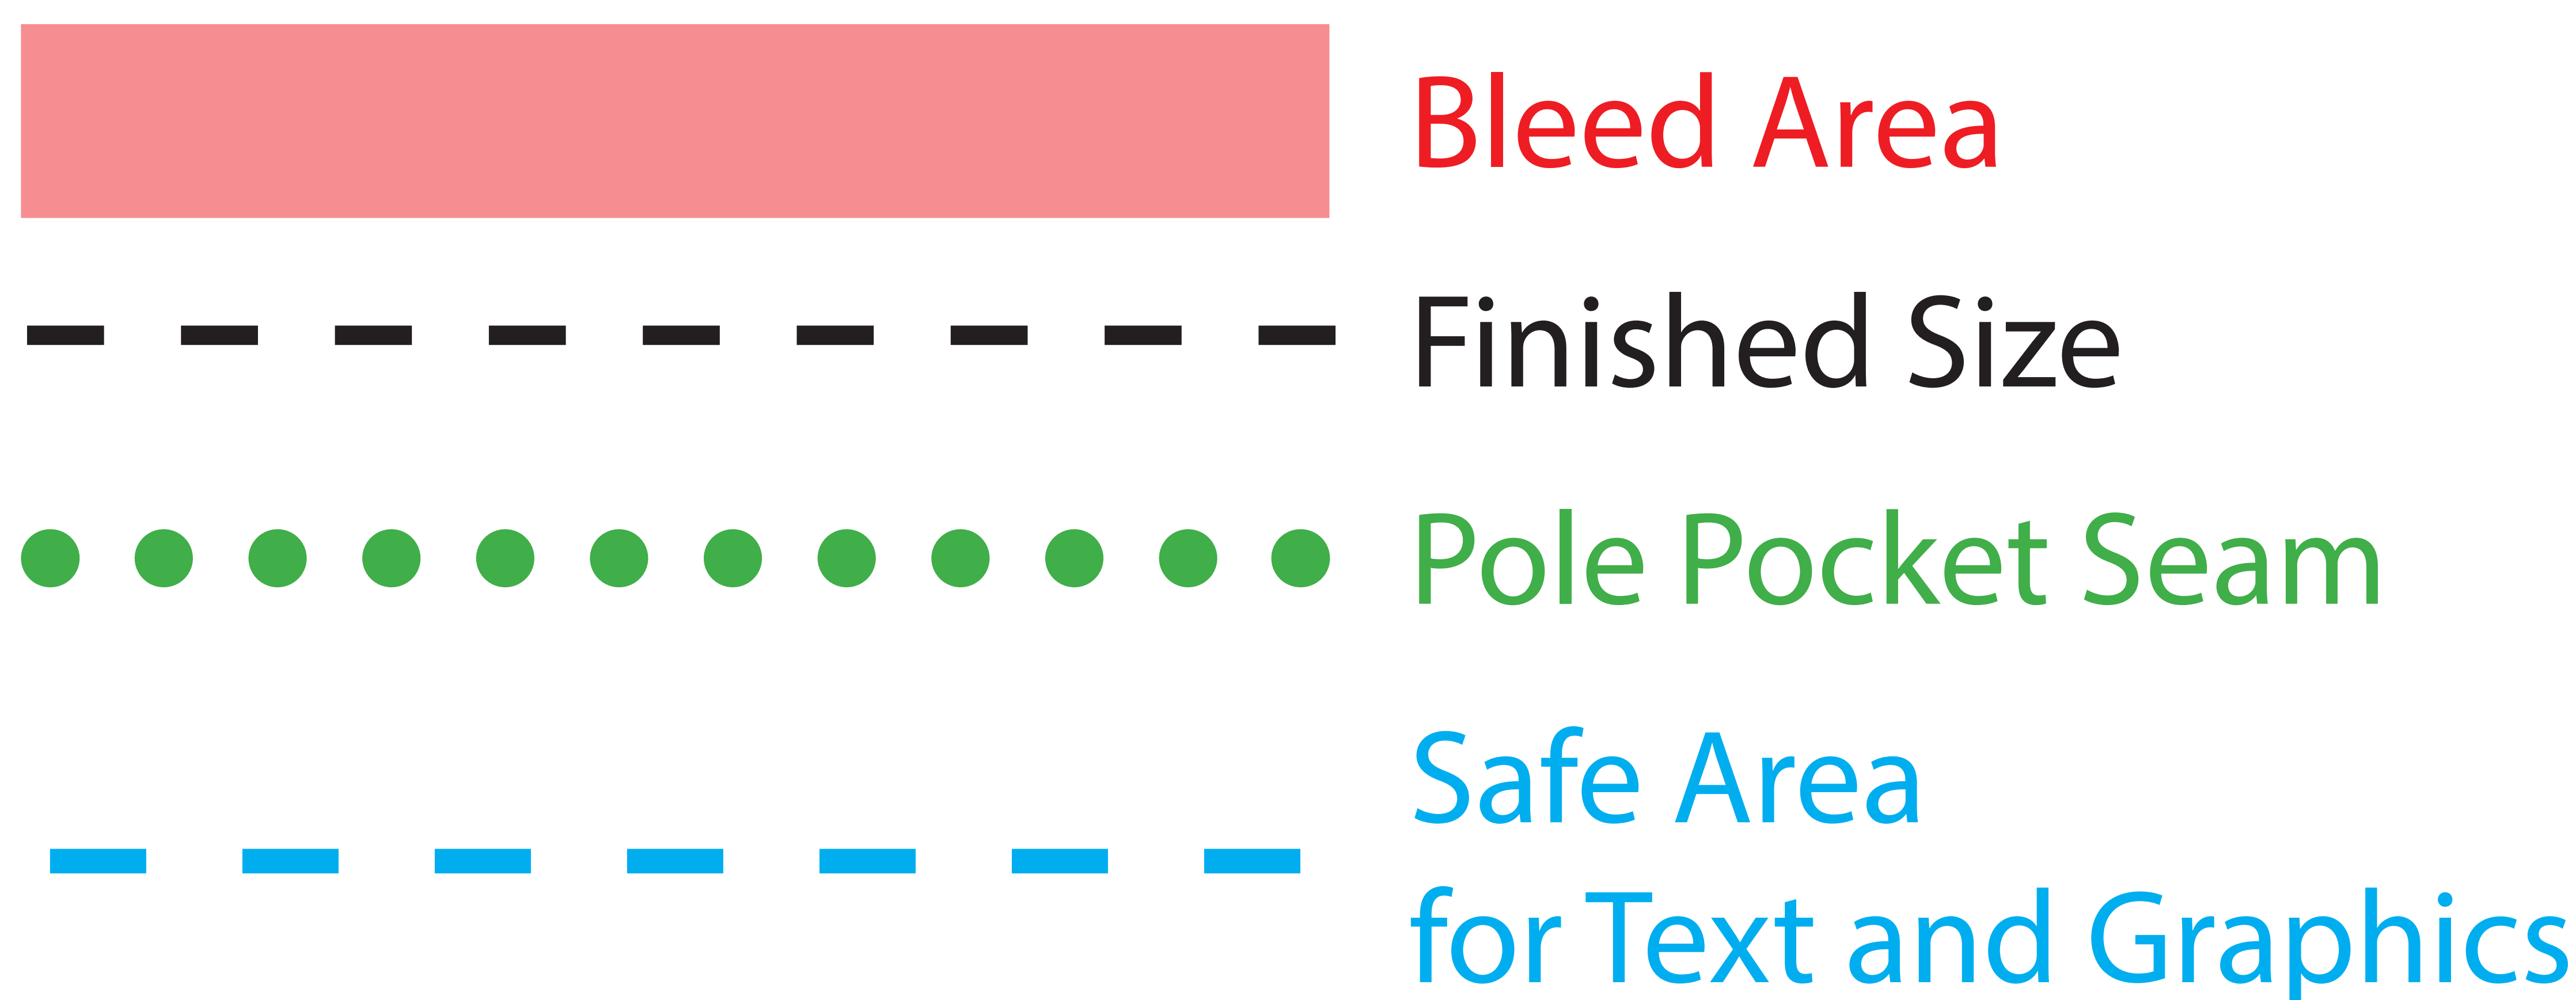 Bleed Area
Finished Size
Pole Pocket Seam
Safe Area
for Text and Graphics